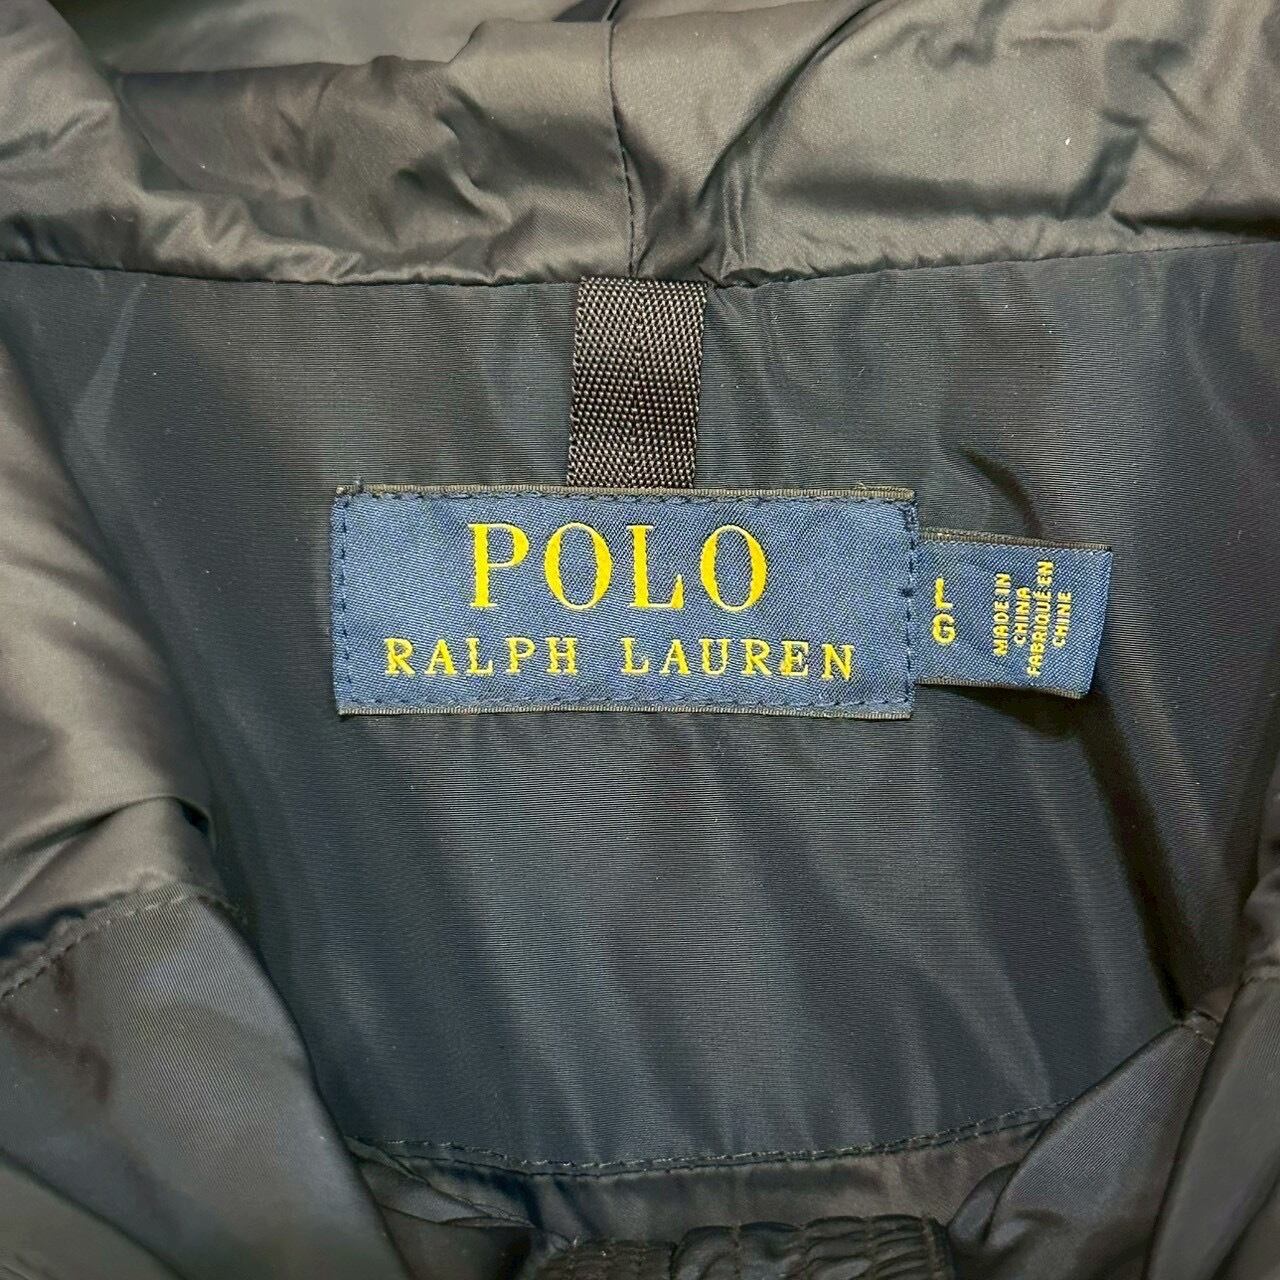 POLO
RALPH LAUREN
L
G
MADE IN
CHINA
FABRIQUÉ EN
CHINE